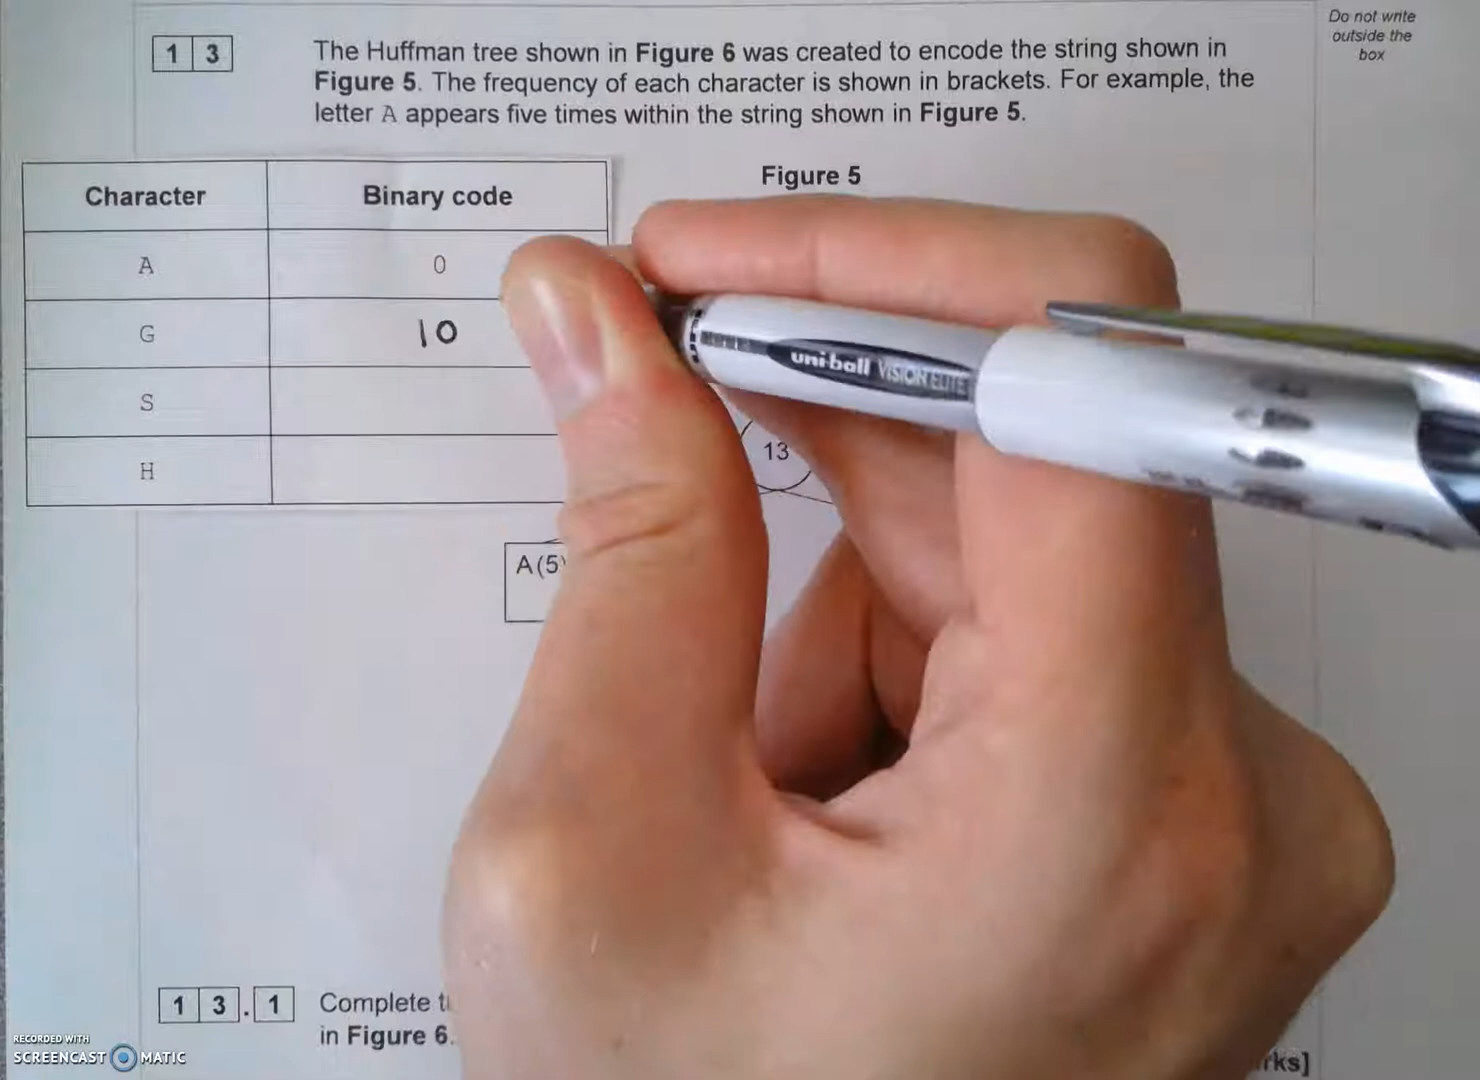 Do not write
outside the
box
1 3
The Huffman tree shown in Figure 6 was created to encode the string shown in
Figure 5. The frequency of each character is shown in brackets. For example, the
letter A appears five times within the string shown in Figure 5.
Figure 5
Character Binary code
A 0
G 10
S
H
uni-ball VISION ELITE
13
A(5
1 3 . 1 Complete
in Figure 6.
RECORDED WITH
SCREENCAST MATIC